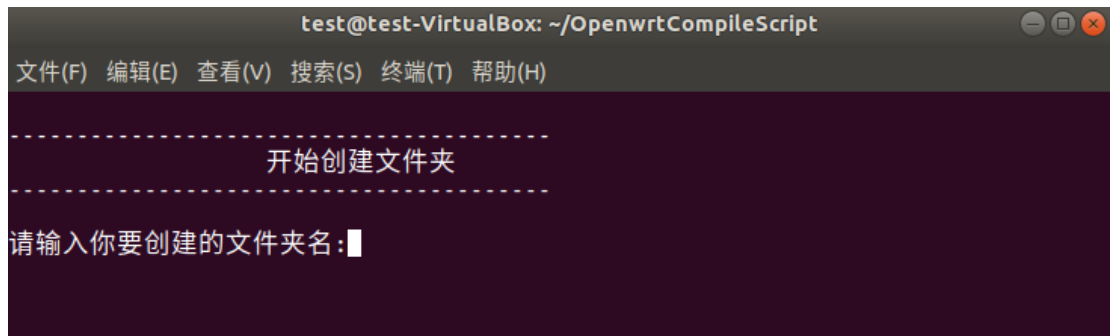 test@test-VirtualBox: ~/OpenwrtCompileScript
文件(F) 编辑(E) 查看(V) 搜索(S) 终端(T) 帮助(H)
----------------------------------------
开始创建文件夹
----------------------------------------
请输入你要创建的文件夹名: